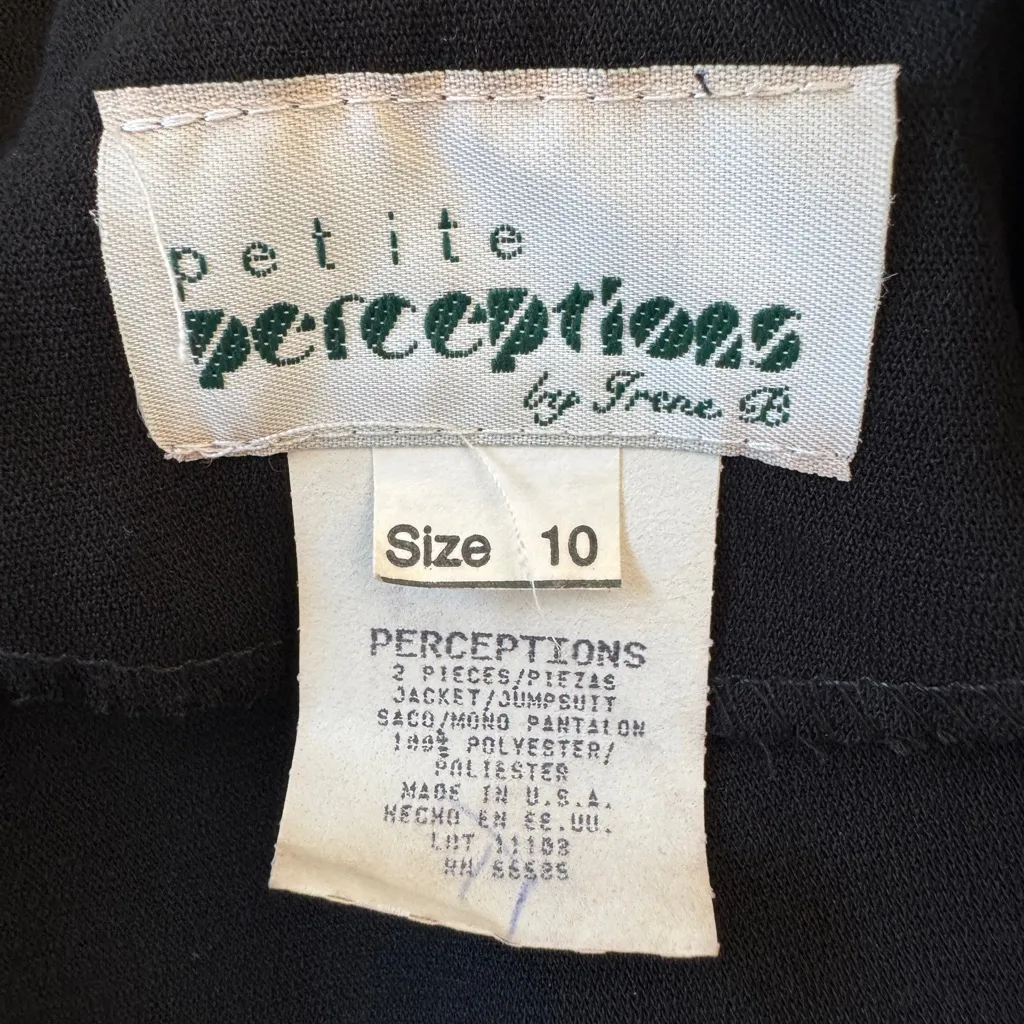 petite
perceptions
by Irene B
Size 10
PERCEPTIONS
2 PIECES/PIEZAS
JACKET/JUMPSUIT
SACO/MONO PANTALON
100% POLYESTER/
POLIESTER
MADE IN U.S.A.
HECHO EN EE.UU.
LOT 11103
RN